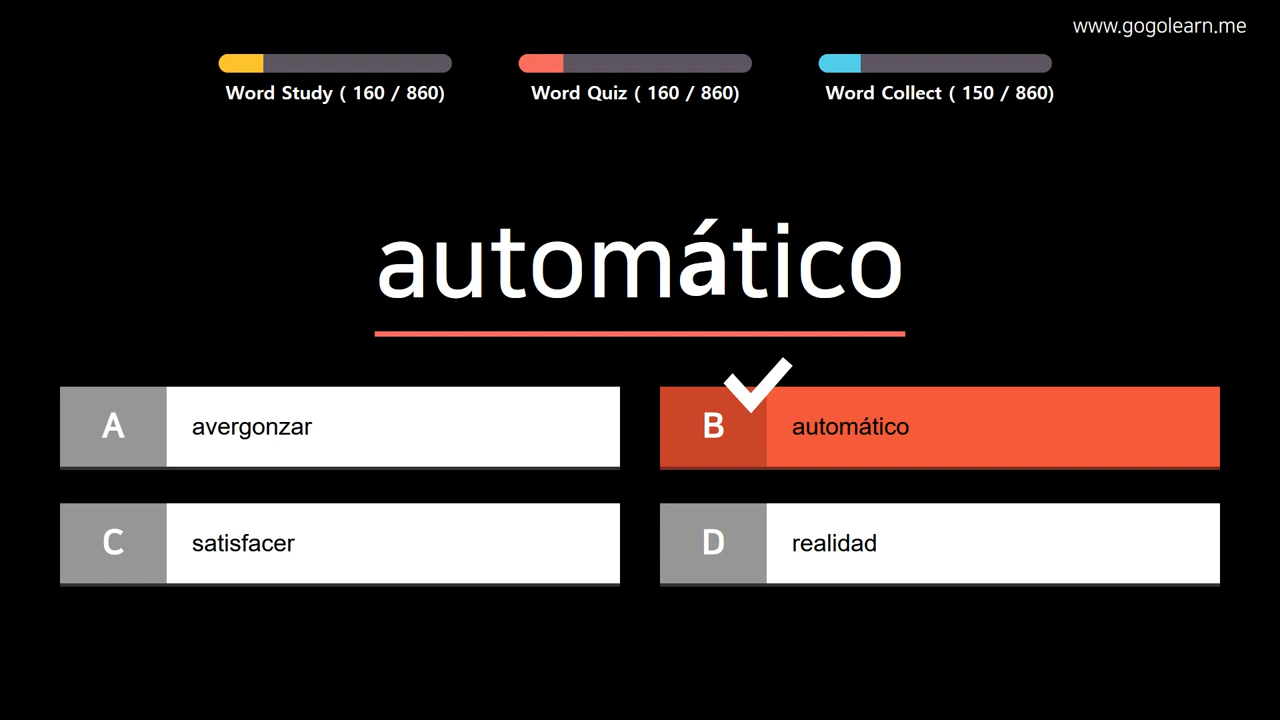 www.gogolearn.me
Word Study ( 160 / 860)
Word Quiz ( 160 / 860)
Word Collect ( 150 / 860)
automático
A
avergonzar
B
automático
C
satisfacer
D
realidad